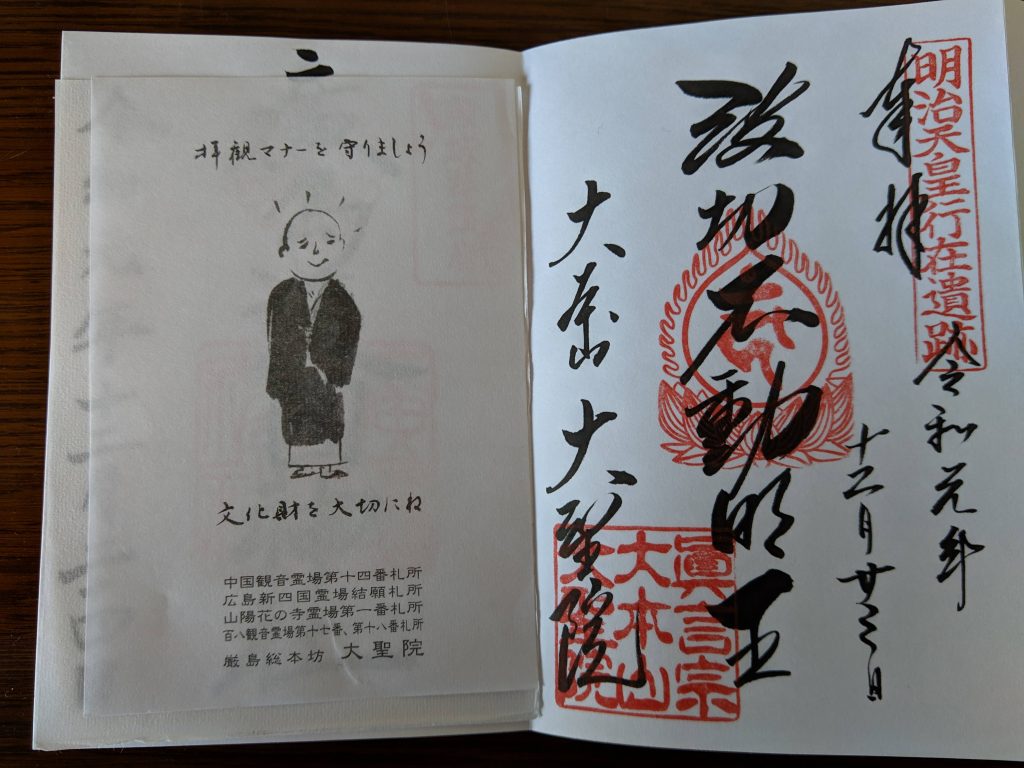 拝観マナーを守りましょう
文化財を大切にね
中国観音霊場第十四番札所
広島新四国霊場結願札所
山陽花の寺霊場第一番札所
百八観音霊場第十七番、第十八番札所
厳島総本坊 大聖院
明治天皇行在遺跡
奉拝
令和元年
十二月廿三日
波切不動明王
大本山 大聖院
眞言宗
大本山